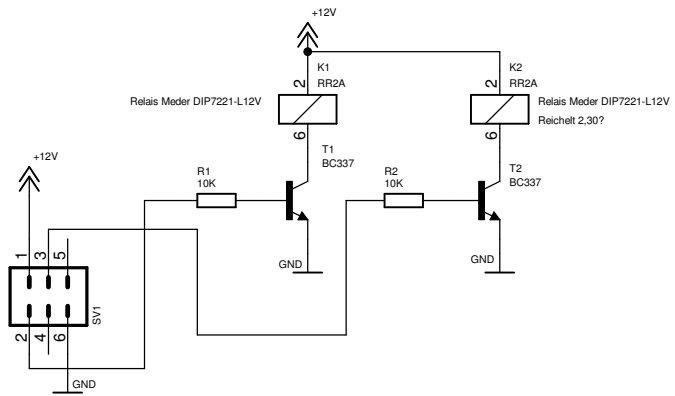 +12V
K1
RR2A
2
Relais Meder DIP7221-L12V
6
K2
RR2A
2
Relais Meder DIP7221-L12V
Reichelt 2,30?
6
T1
BC337
T2
BC337
+12V
R1
10K
R2
10K
GND
GND
1 3 5
SV1
2 4 6
GND